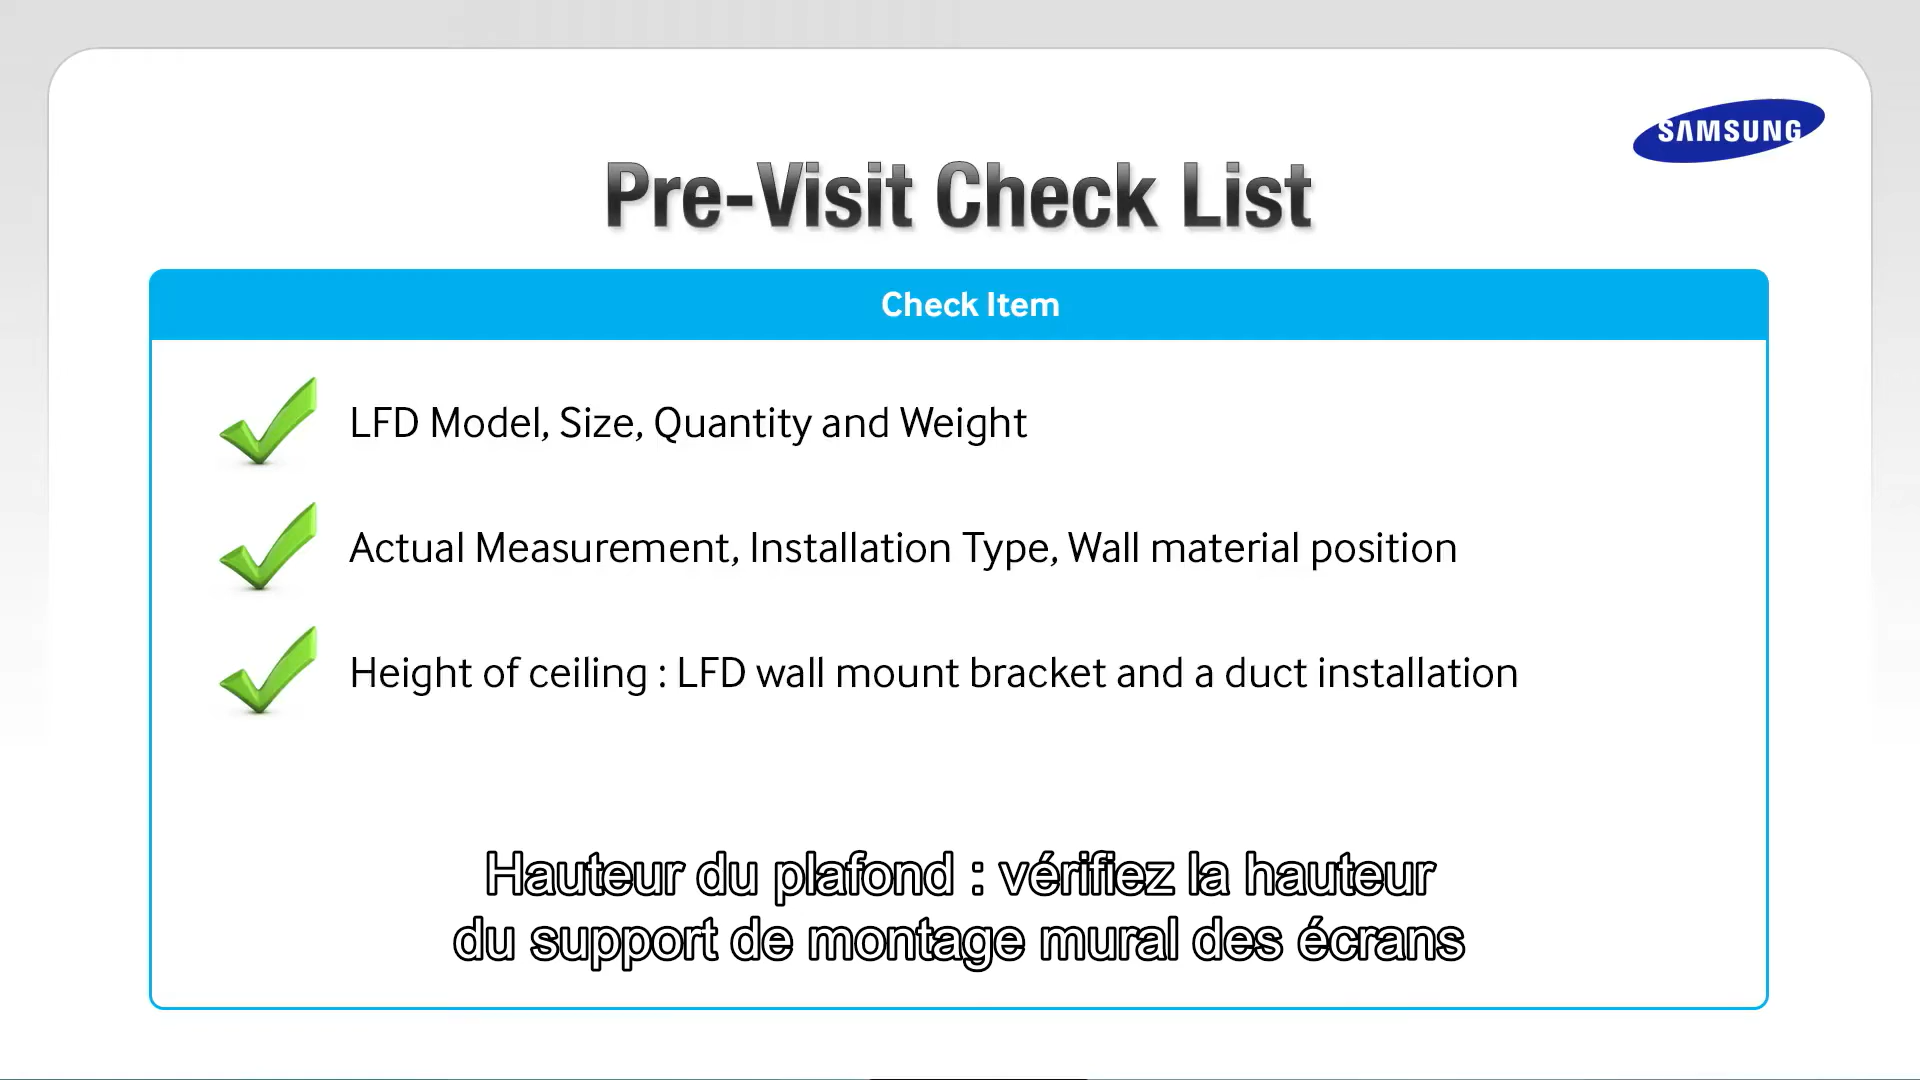 SAMSUNG
Pre-Visit Check List
Check Item
LFD Model, Size, Quantity and Weight
Actual Measurement, Installation Type, Wall material position
Height of ceiling : LFD wall mount bracket and a duct installation
Hauteur du plafond : vérifiez la hauteur
du support de montage mural des écrans